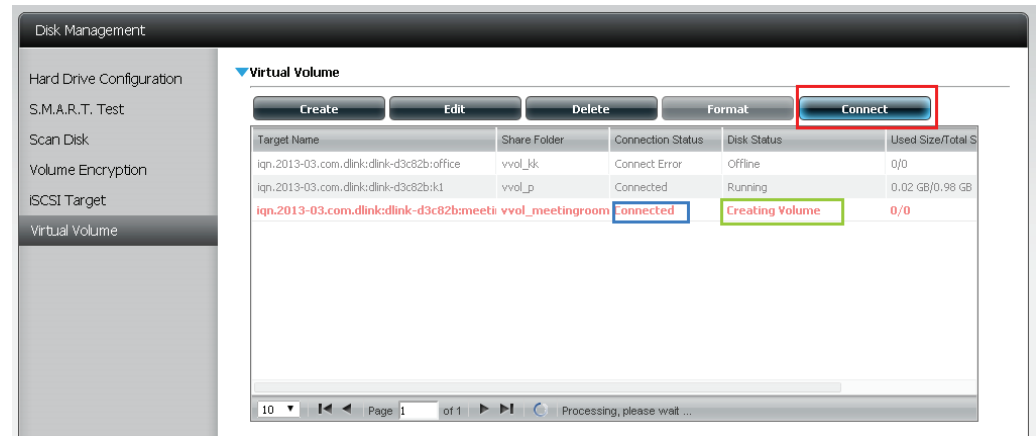 Disk Management
Hard Drive Configuration
S.M.A.R.T. Test
Scan Disk
Volume Encryption
iSCSI Target
Virtual Volume
Virtual Volume
Create Edit Delete Format Connect
Target Name Share Folder Connection Status Disk Status Used Size/Total S
iqn.2013-03.com.dlink:dlink-d3c82b:office vvol_kk Connect Error Offline 0/0
iqn.2013-03.com.dlink:dlink-d3c82b:k1 vvol_p Connected Running 0.02 GB/0.98 GB
iqn.2013-03.com.dlink:dlink-d3c82b:meeti vvol_meetingroom Connected Creating Volume 0/0
10 Page 1 of 1 Processing, please wait ...